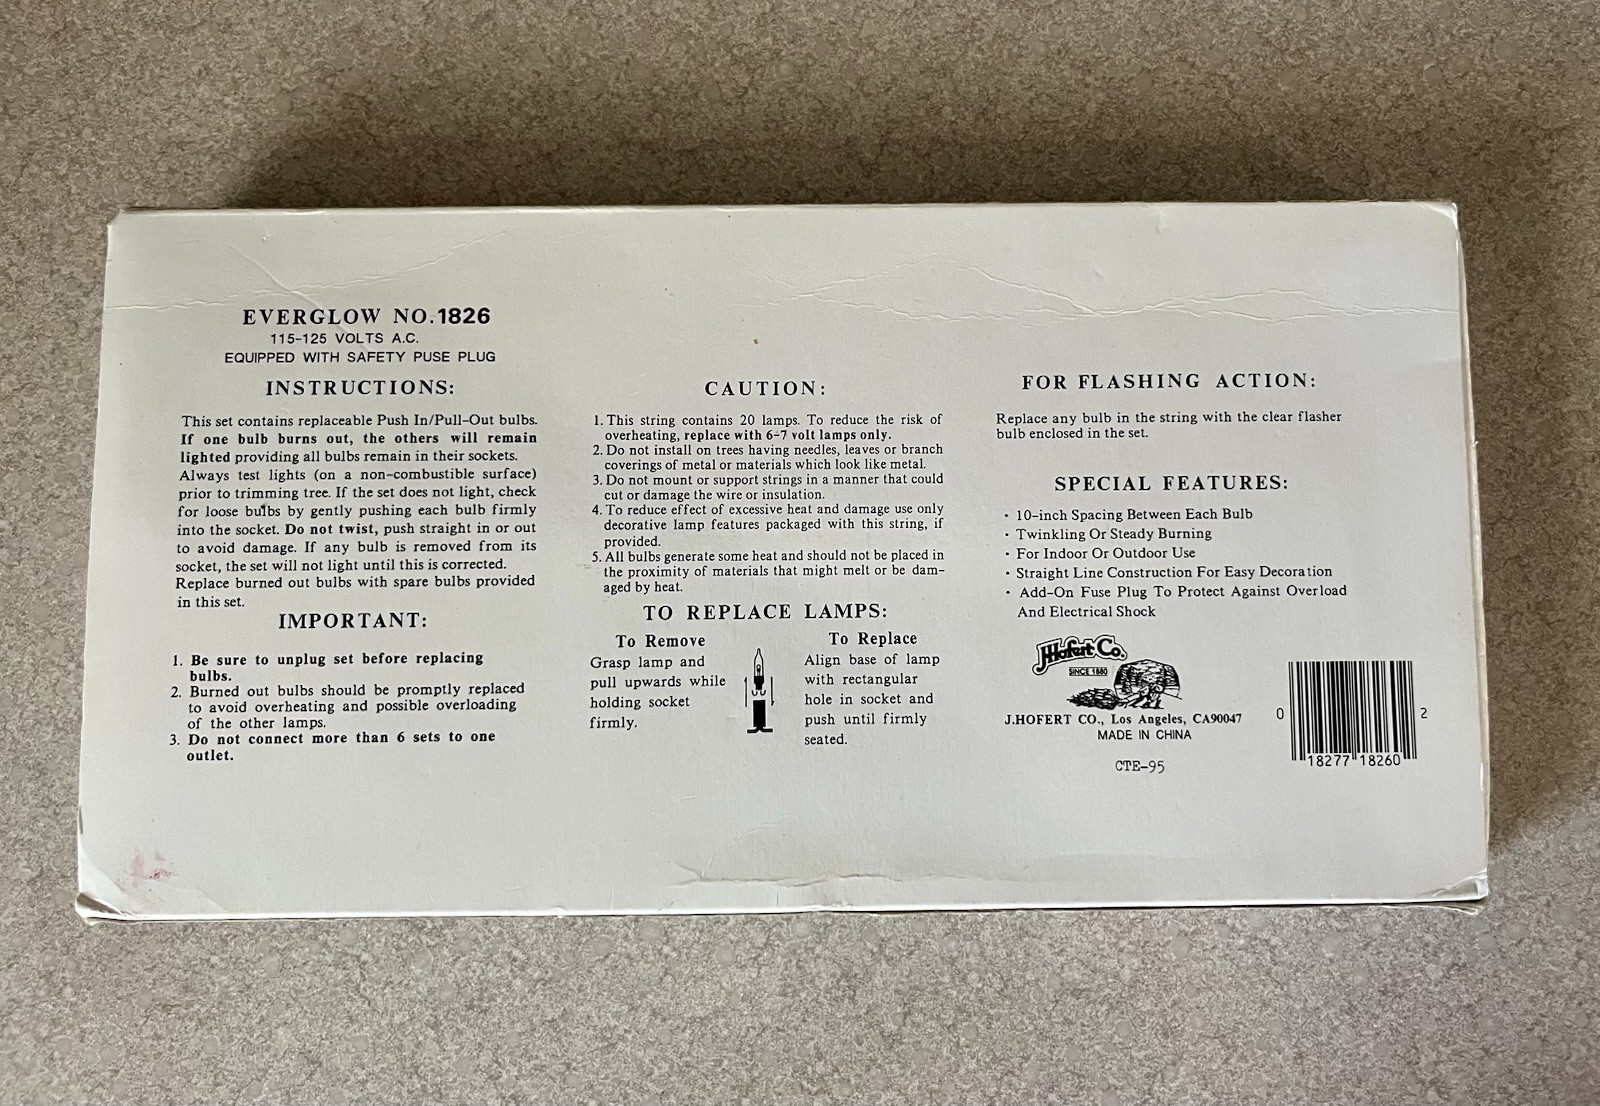 EVERGLOW NO.1826
115-125 VOLTS A.C.
EQUIPPED WITH SAFETY PUSE PLUG
INSTRUCTIONS:
This set contains replaceable Push In/Pull-Out bulbs.
If one bulb burns out, the others will remain
lighted providing all bulbs remain in their sockets.
Always test lights (on a non-combustible surface)
prior to trimming tree. If the set does not light, check
for loose bulbs by gently pushing each bulb firmly
into the socket. Do not twist, push straight in or out
to avoid damage. If any bulb is removed from its
socket, the set will not light until this is corrected.
Replace burned out bulbs with spare bulbs provided
in this set.
IMPORTANT:
1. Be sure to unplug set before replacing
bulbs.
2. Burned out bulbs should be promptly replaced
to avoid overheating and possible overloading
of the other lamps.
3. Do not connect more than 6 sets to one
outlet.
CAUTION:
1. This string contains 20 lamps. To reduce the risk of
overheating, replace with 6-7 volt lamps only.
2. Do not install on trees having needles, leaves or branch
coverings of metal or materials which look like metal.
3. Do not mount or support strings in a manner that could
cut or damage the wire or insulation.
4. To reduce effect of excessive heat and damage use only
decorative lamp features packaged with this string, if
provided.
5. All bulbs generate some heat and should not be placed in
the proximity of materials that might melt or be dam-
aged by heat.
TO REPLACE LAMPS:
To Remove
Grasp lamp and
pull upwards while
holding socket
firmly.
To Replace
Align base of lamp
with rectangular
hole in socket and
push until firmly
seated.
FOR FLASHING ACTION:
Replace any bulb in the string with the clear flasher
bulb enclosed in the set.
SPECIAL FEATURES:
· 10-inch Spacing Between Each Bulb
· Twinkling Or Steady Burning
· For Indoor Or Outdoor Use
· Straight Line Construction For Easy Decoration
· Add-On Fuse Plug To Protect Against Overload
And Electrical Shock
J.Hofert Co.
SINCE 1880
J.HOFERT CO., Los Angeles, CA90047
MADE IN CHINA
CTE-95
0 18277 18260 2